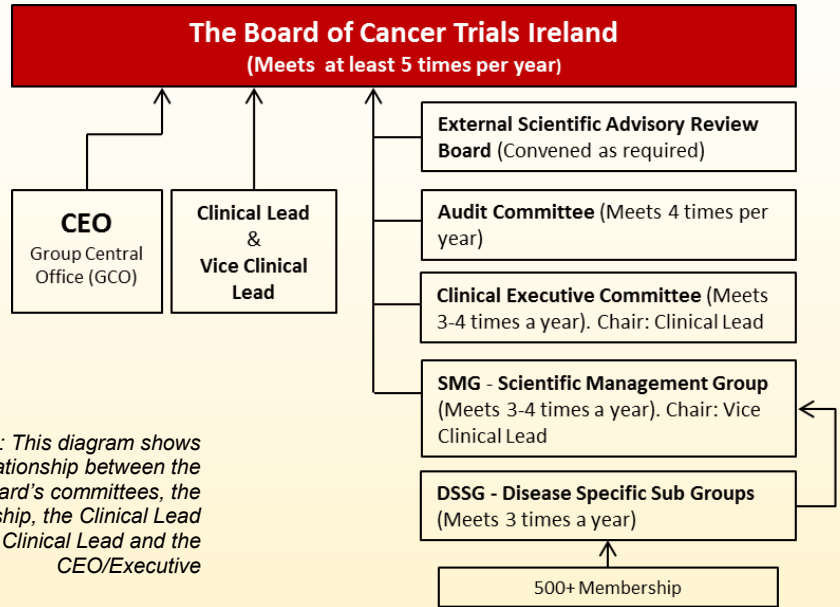 The Board of Cancer Trials Ireland
(Meets at least 5 times per year)
CEO
Group Central
Office (GCO)
Clinical Lead
&
Vice Clinical
Lead
External Scientific Advisory Review
Board (Convened as required)
Audit Committee (Meets 4 times per
year)
Clinical Executive Committee (Meets
3-4 times a year). Chair: Clinical Lead
SMG - Scientific Management Group
(Meets 3-4 times a year). Chair: Vice
Clinical Lead
DSSG - Disease Specific Sub Groups
(Meets 3 times a year)
500+ Membership
: This diagram shows
between the
committees, the
the Clinical Lead
Clinical Lead and the
CEO/Executive